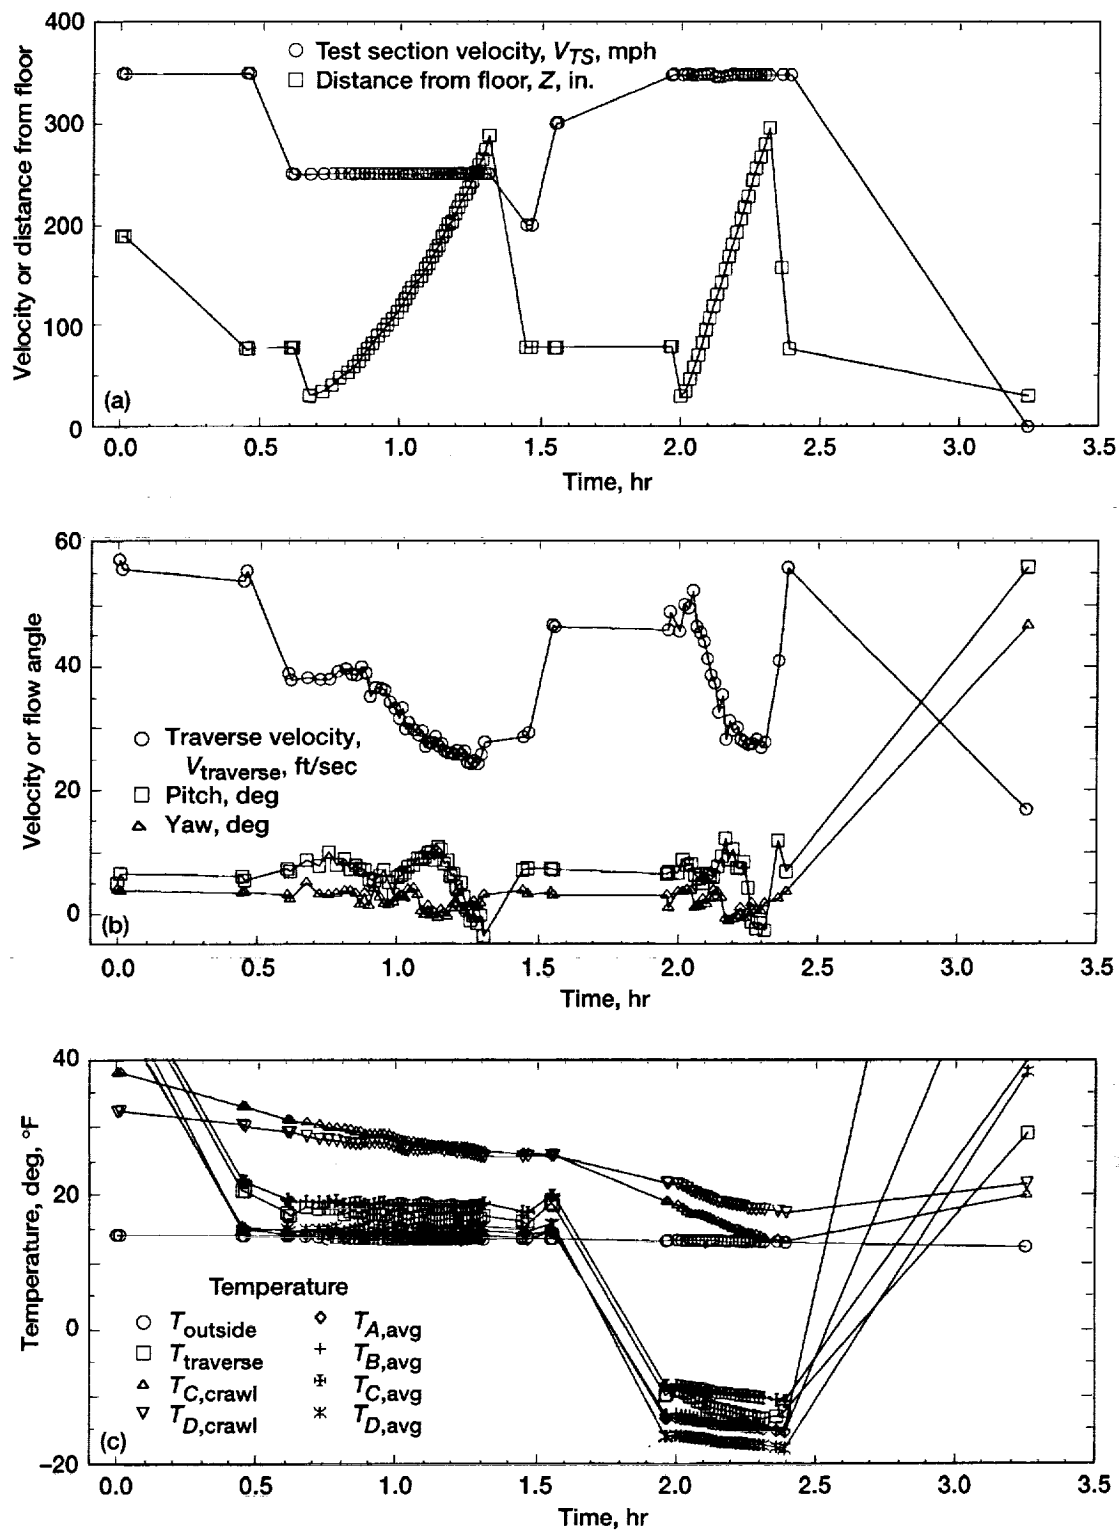 400
300
200
100
0
Velocity or distance from floor
Test section velocity, V_TS, mph
Distance from floor, Z, in.
(a)
0.0 0.5 1.0 1.5 2.0 2.5 3.0 3.5
Time, hr
60
40
20
0
Velocity or flow angle
Traverse velocity,
V_traverse, ft/sec
Pitch, deg
Yaw, deg
(b)
0.0 0.5 1.0 1.5 2.0 2.5 3.0 3.5
Time, hr
40
20
0
–20
Temperature, deg, °F
Temperature
T_outside
T_traverse
T_C,crawl
T_D,crawl
T_A,avg
T_B,avg
T_C,avg
T_D,avg
(c)
0.0 0.5 1.0 1.5 2.0 2.5 3.0 3.5
Time, hr